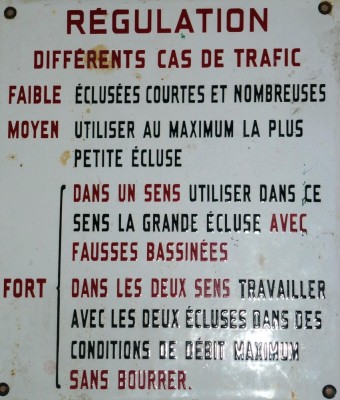 RÉGULATION
DIFFÉRENTS CAS DE TRAFIC
FAIBLE ÉCLUSÉES COURTES ET NOMBREUSES
MOYEN UTILISER AU MAXIMUM LA PLUS
PETITE ÉCLUSE
DANS UN SENS UTILISER DANS CE
SENS LA GRANDE ÉCLUSE AVEC
FAUSSES BASSINÉES
FORT DANS LES DEUX SENS TRAVAILLER
AVEC LES DEUX ÉCLUSES DANS DES
CONDITIONS DE DÉBIT MAXIMUM
SANS BOURRER.